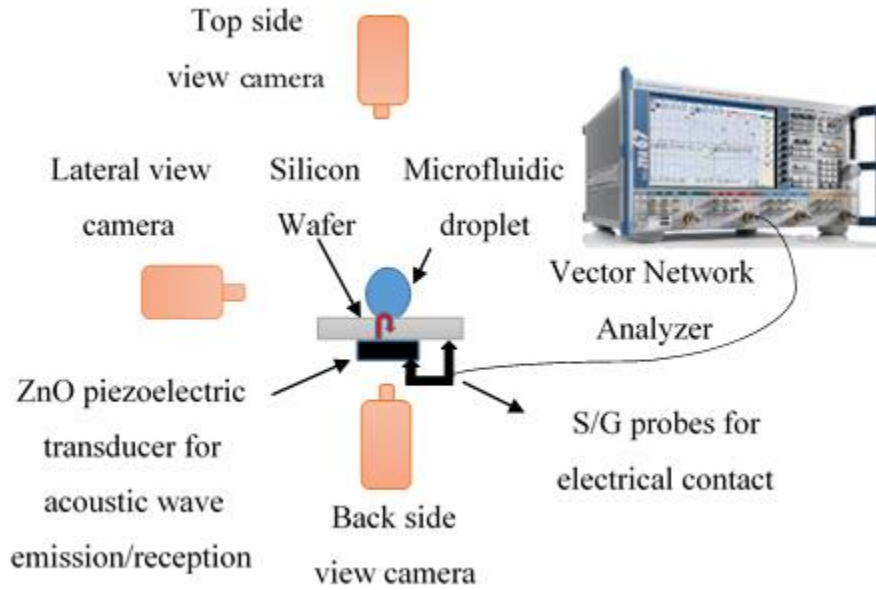 Top side
view camera
Lateral view
camera
Silicon
Wafer
Microfluidic
droplet
Vector Network
Analyzer
ZnO piezoelectric
transducer for
acoustic wave
emission/reception
S/G probes for
electrical contact
Back side
view camera